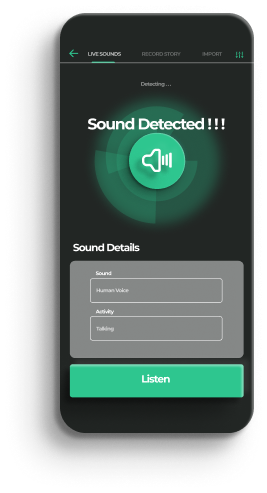 LIVE SOUNDS RECORD STORY IMPORT
Detecting . . .
Sound Detected ! ! !
Sound Details
Sound
Human Voice
Activity
Talking
Listen